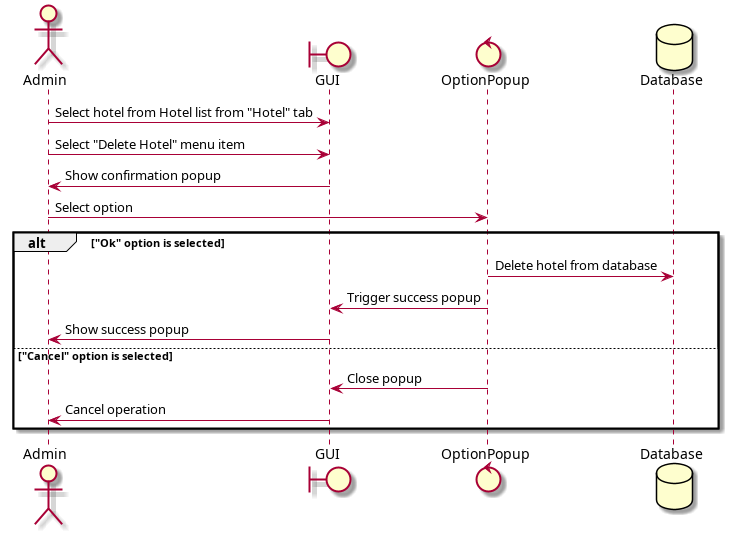 Admin
GUI
OptionPopup
Database
Select hotel from Hotel list from "Hotel" tab
Select "Delete Hotel" menu item
Show confirmation popup
Select option
alt ["Ok" option is selected]
Delete hotel from database
Trigger success popup
Show success popup
["Cancel" option is selected]
Close popup
Cancel operation
Admin
GUI
OptionPopup
Database